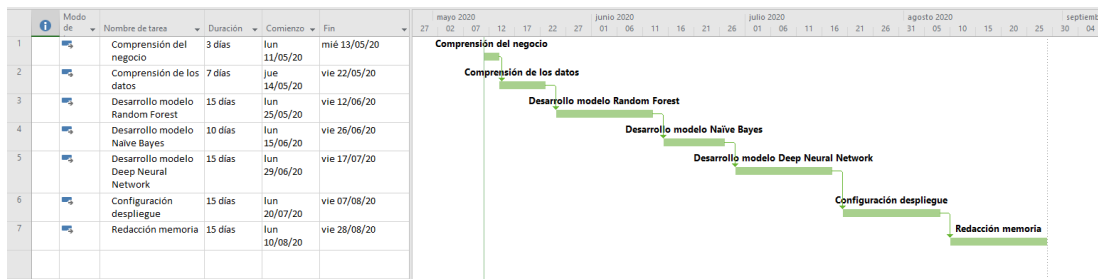 mayo 2020 junio 2020 julio 2020 agosto 2020 septiemb
Modo
de Nombre de tarea Duración Comienzo Fin
27 02 07 12 17 22 27 01 06 11 16 21 26 01 06 11 16 21 26 31 05 10 15 20 25 30 04
1 Comprensión del
negocio 3 días lun
11/05/20 mié 13/05/20
2 Comprensión de los
datos 7 días jue
14/05/20 vie 22/05/20
3 Desarrollo modelo
Random Forest 15 días lun
25/05/20 vie 12/06/20
4 Desarrollo modelo
Naïve Bayes 10 días lun
15/06/20 vie 26/06/20
5 Desarrollo modelo
Deep Neural
Network 15 días lun
29/06/20 vie 17/07/20
6 Configuración
despliegue 15 días lun
20/07/20 vie 07/08/20
7 Redacción memoria 15 días lun
10/08/20 vie 28/08/20
Comprensión del negocio
Comprensión de los datos
Desarrollo modelo Random Forest
Desarrollo modelo Naïve Bayes
Desarrollo modelo Deep Neural Network
Configuración despliegue
Redacción memoria